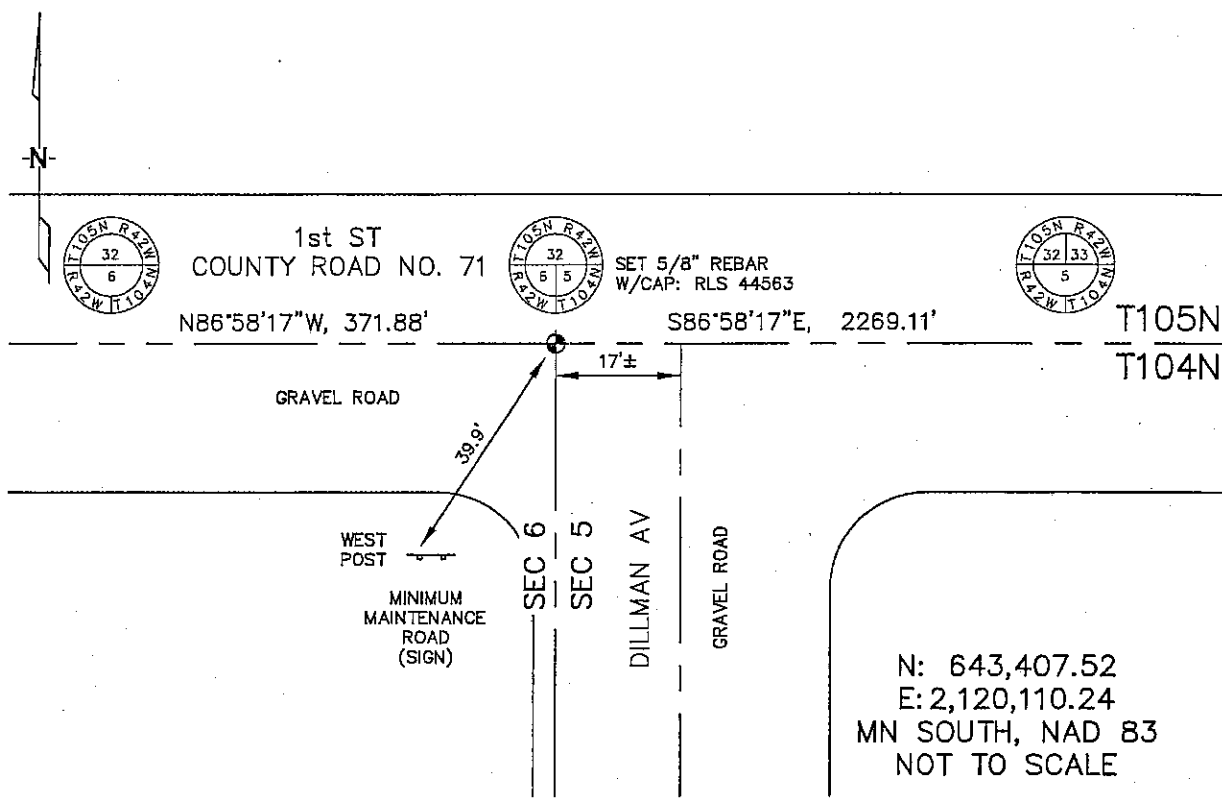 N
T105N R42W
32
6
R42W T104N
1st ST
COUNTY ROAD NO. 71
T105N R42W
32
6 5
R42W T104N
SET 5/8" REBAR
W/CAP: RLS 44563
T105N R42W
32 33
5
R42W T104N
N86°58'17"W, 371.88'
S86°58'17"E, 2269.11'
T105N
T104N
17'±
GRAVEL ROAD
39.9'
WEST
POST
MINIMUM
MAINTENANCE
ROAD
(SIGN)
SEC 6
SEC 5
DILLMAN AV
GRAVEL ROAD
N: 643,407.52
E: 2,120,110.24
MN SOUTH, NAD 83
NOT TO SCALE